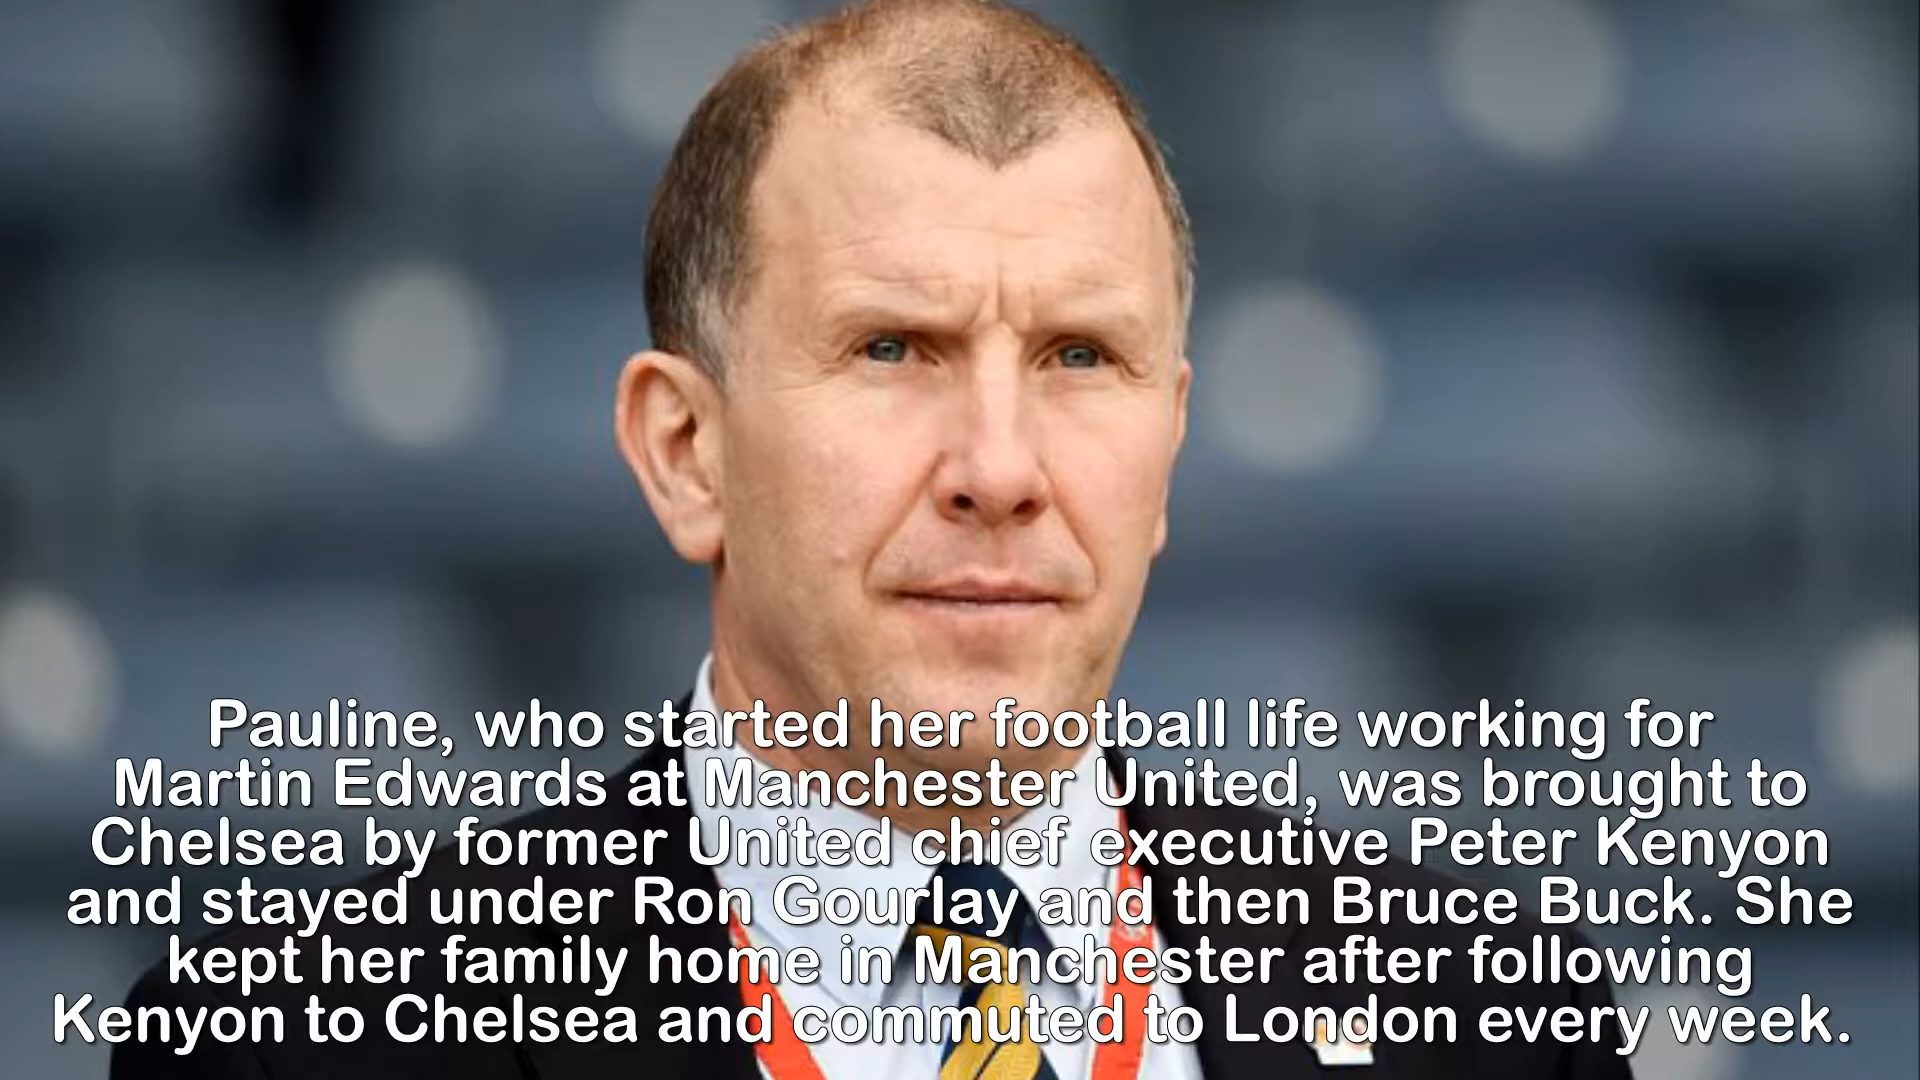 Pauline, who started her football life working for
Martin Edwards at Manchester United, was brought to
Chelsea by former United chief executive Peter Kenyon
and stayed under Ron Gourlay and then Bruce Buck. She
kept her family home in Manchester after following
Kenyon to Chelsea and commuted to London every week.